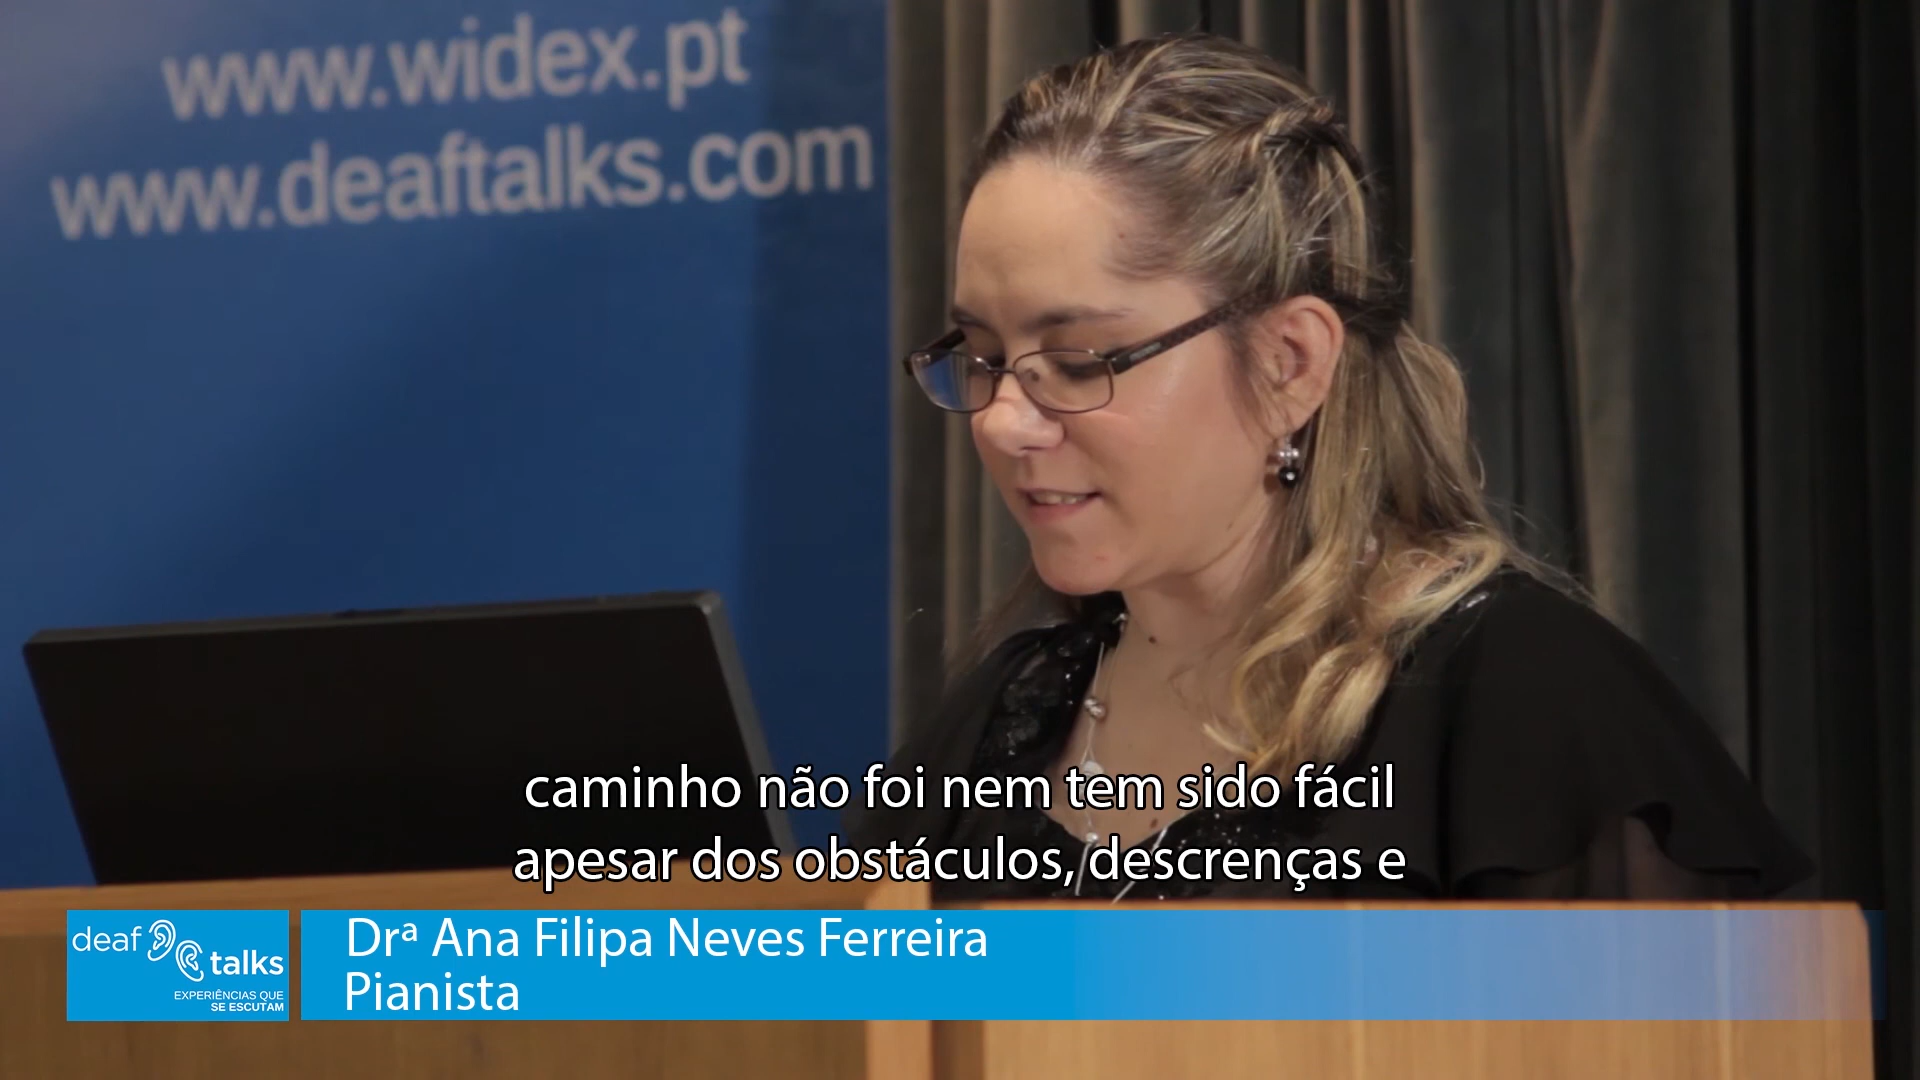 www.widex.pt
www.deaftalks.com
caminho não foi nem tem sido fácil
apesar dos obstáculos, descrenças e
deaf talks
EXPERIÊNCIAS QUE
SE ESCUTAM
Drª Ana Filipa Neves Ferreira
Pianista